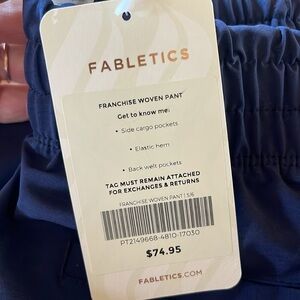 FABLETICS
FRANCHISE WOVEN PANT
Get to know me:
• Side cargo pockets
• Elastic hem
• Back welt pockets
TAG MUST REMAIN ATTACHED
FOR EXCHANGES & RETURNS
FRANCHISE WOVEN PANT | S/6
PT2149668-4810-17030
$74.95
FABLETICS.COM